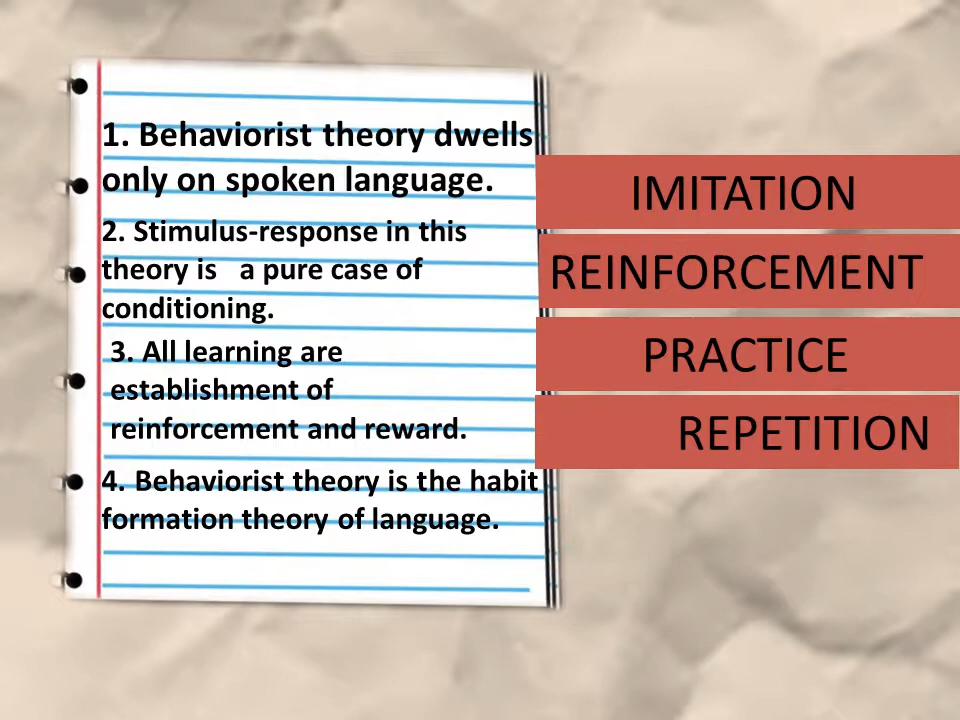 1. Behaviorist theory dwells
only on spoken language.
2. Stimulus-response in this
theory is a pure case of
conditioning.
3. All learning are
establishment of
reinforcement and reward.
4. Behaviorist theory is the habit
formation theory of language.
IMITATION
REINFORCEMENT
PRACTICE
REPETITION